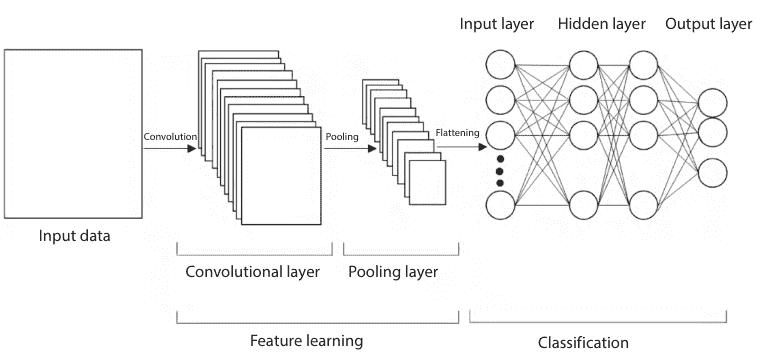 Input layer
Hidden layer
Output layer
Convolution
Pooling
Flattening
Input data
Convolutional layer
Pooling layer
Feature learning
Classification